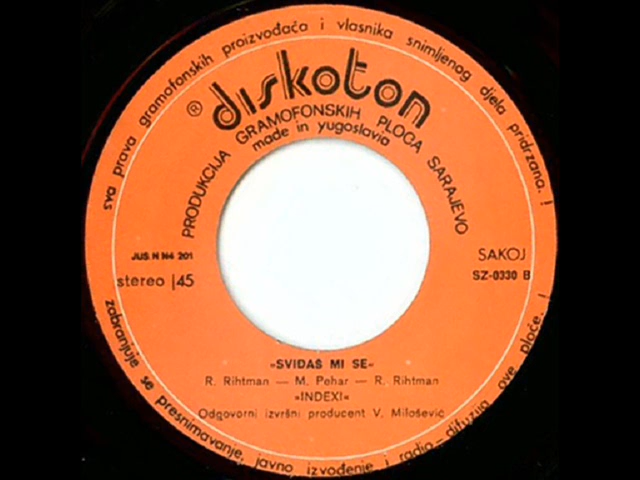 sva prava gramofonskih proizvođača i vlasnika snimljenog djela pridrzana.!
® diskoton
PRODUKCIJA GRAMOFONSKIH PLOČA SARAJEVO
made in yugoslavia
JUS N N4 201
stereo |45
SAKOJ
SZ-0330 B
»SVIĐAŠ MI SE«
R. Rihtman — M. Pehar — R. Rihtman
»INDEXI«
Odgovorni izvršni producent V. Milošević
zabranjuje se presnimavanje, javno izvođenje i radio – difuzija ove ploče.!